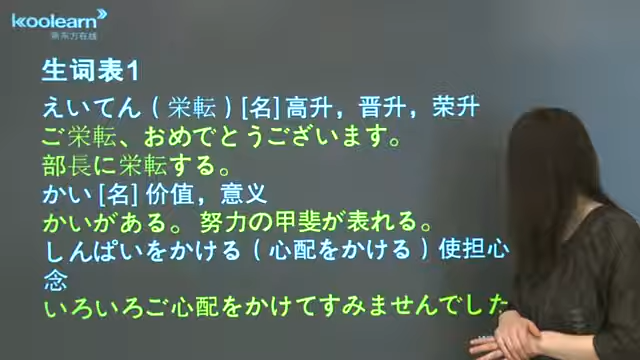 koolearn
新东方在线
生词表1
えいてん（栄転）[名]高升，晋升，荣升
ご栄転、おめでとうございます。
部長に栄転する。
かい[名]价值，意义
かいがある。努力の甲斐が表れる。
しんぱいをかける（心配をかける）使担心
念
いろいろご心配をかけてすみませんでした